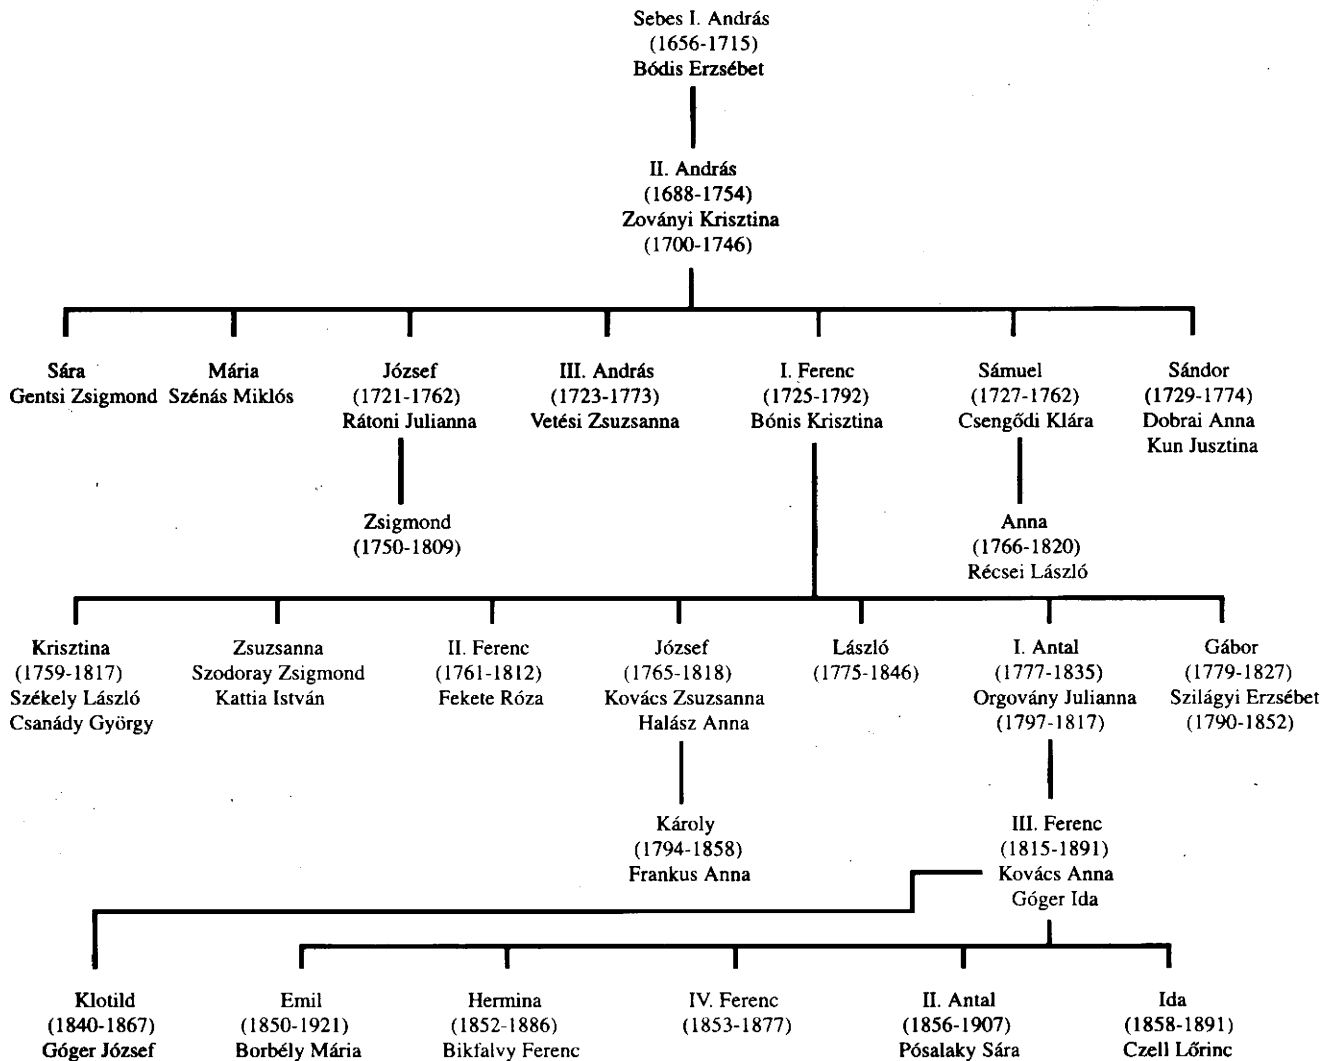 Sebes I. András
(1656-1715)
Bódis Erzsébet
II. András
(1688-1754)
Zoványi Krisztina
(1700-1746)
Sára
Gentsi Zsigmond
Mária
Szénás Miklós
József
(1721-1762)
Rátoni Julianna
III. András
(1723-1773)
Vetési Zsuzsanna
I. Ferenc
(1725-1792)
Bónis Krisztina
Sámuel
(1727-1762)
Csengődi Klára
Sándor
(1729-1774)
Dobrai Anna
Kun Jusztina
Zsigmond
(1750-1809)
Anna
(1766-1820)
Récsei László
Krisztina
(1759-1817)
Székely László
Csanády György
Zsuzsanna
Szodoray Zsigmond
Kattia István
II. Ferenc
(1761-1812)
Fekete Róza
József
(1765-1818)
Kovács Zsuzsanna
Halász Anna
László
(1775-1846)
I. Antal
(1777-1835)
Orgovány Julianna
(1797-1817)
Gábor
(1779-1827)
Szilágyi Erzsébet
(1790-1852)
Károly
(1794-1858)
Frankus Anna
III. Ferenc
(1815-1891)
Kovács Anna
Góger Ida
Klotild
(1840-1867)
Góger József
Emil
(1850-1921)
Borbély Mária
Hermina
(1852-1886)
Bikfalvy Ferenc
IV. Ferenc
(1853-1877)
II. Antal
(1856-1907)
Pósalaky Sára
Ida
(1858-1891)
Czell Lőrinc